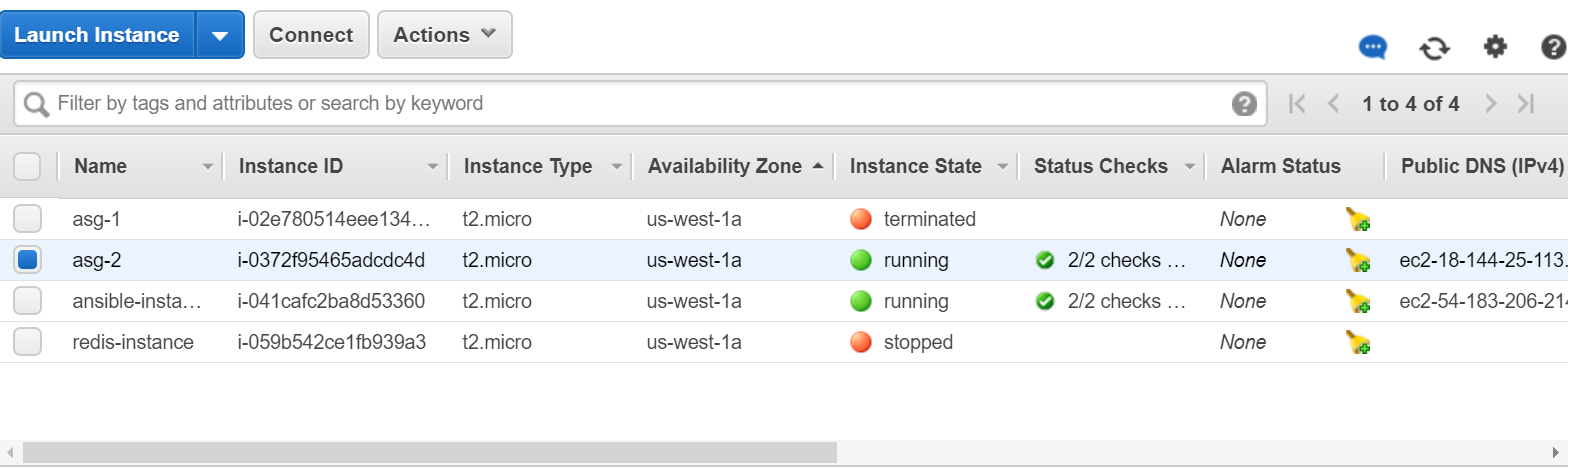 Launch Instance Connect Actions
Filter by tags and attributes or search by keyword 1 to 4 of 4
Name Instance ID Instance Type Availability Zone Instance State Status Checks Alarm Status Public DNS (IPv4)
asg-1 i-02e780514eee134… t2.micro us-west-1a terminated None
asg-2 i-0372f95465adcdc4d t2.micro us-west-1a running 2/2 checks … None ec2-18-144-25-113.
ansible-insta… i-041cafc2ba8d53360 t2.micro us-west-1a running 2/2 checks … None ec2-54-183-206-214
redis-instance i-059b542ce1fb939a3 t2.micro us-west-1a stopped None